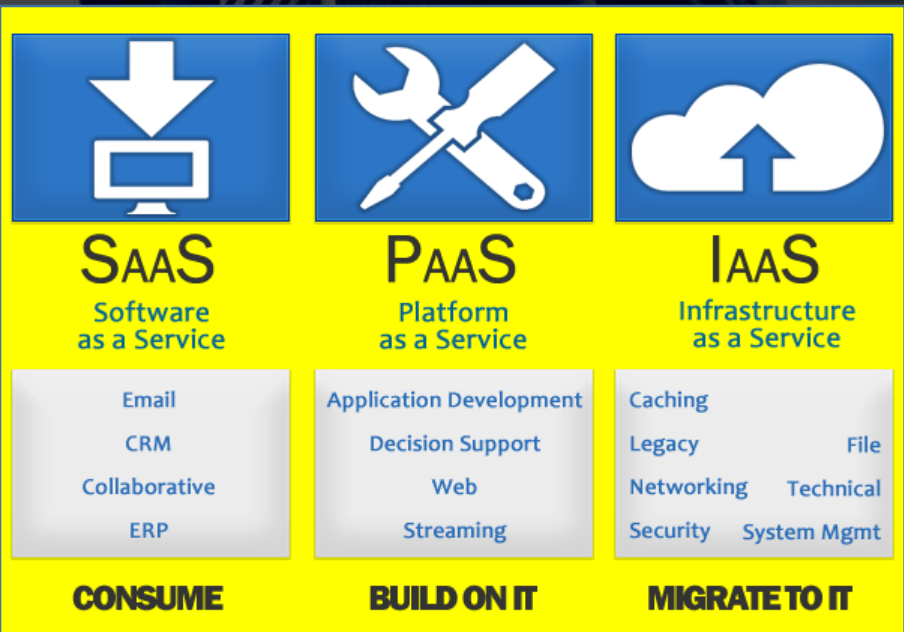 SaaS
Software
as a Service
Email
CRM
Collaborative
ERP
CONSUME
PaaS
Platform
as a Service
Application Development
Decision Support
Web
Streaming
BUILD ON IT
IaaS
Infrastructure
as a Service
Caching
Legacy File
Networking Technical
Security System Mgmt
MIGRATE TO IT